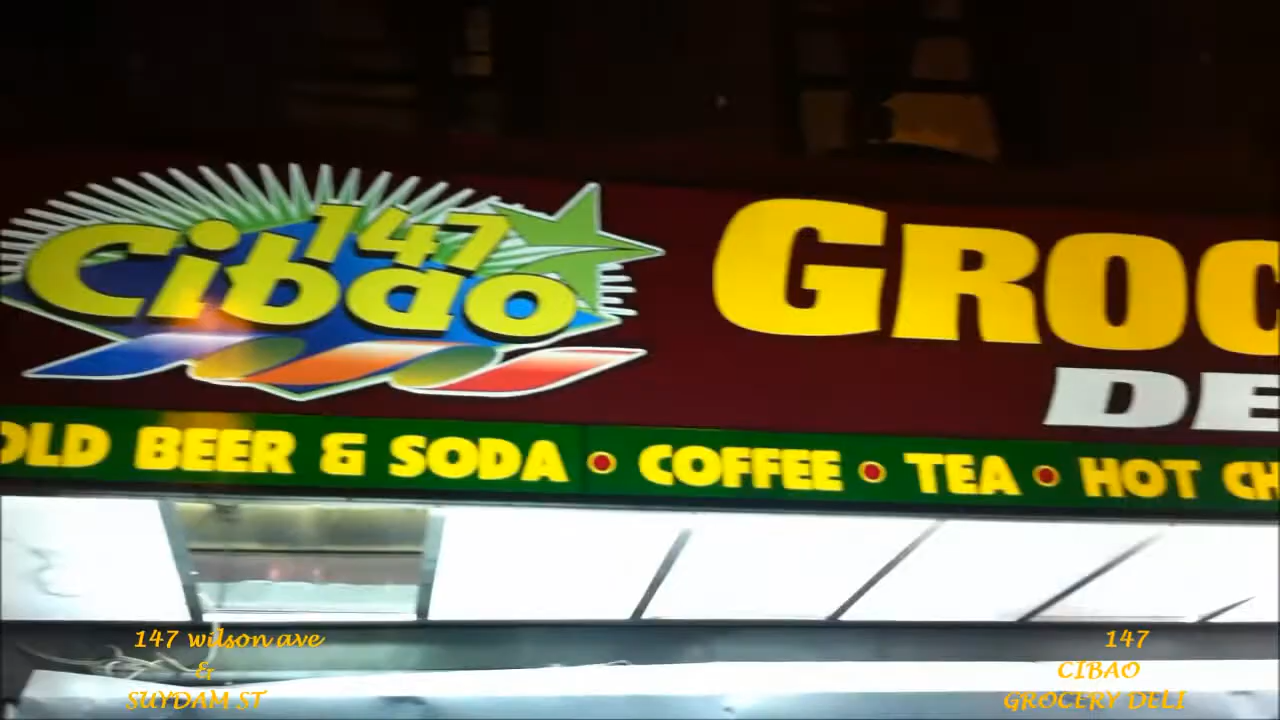 147
Cibao
GROC
DE
OLD BEER & SODA • COFFEE • TEA • HOT CH
147 wilson ave
&
SUYDAM ST
147
CIBAO
GROCERY DELI